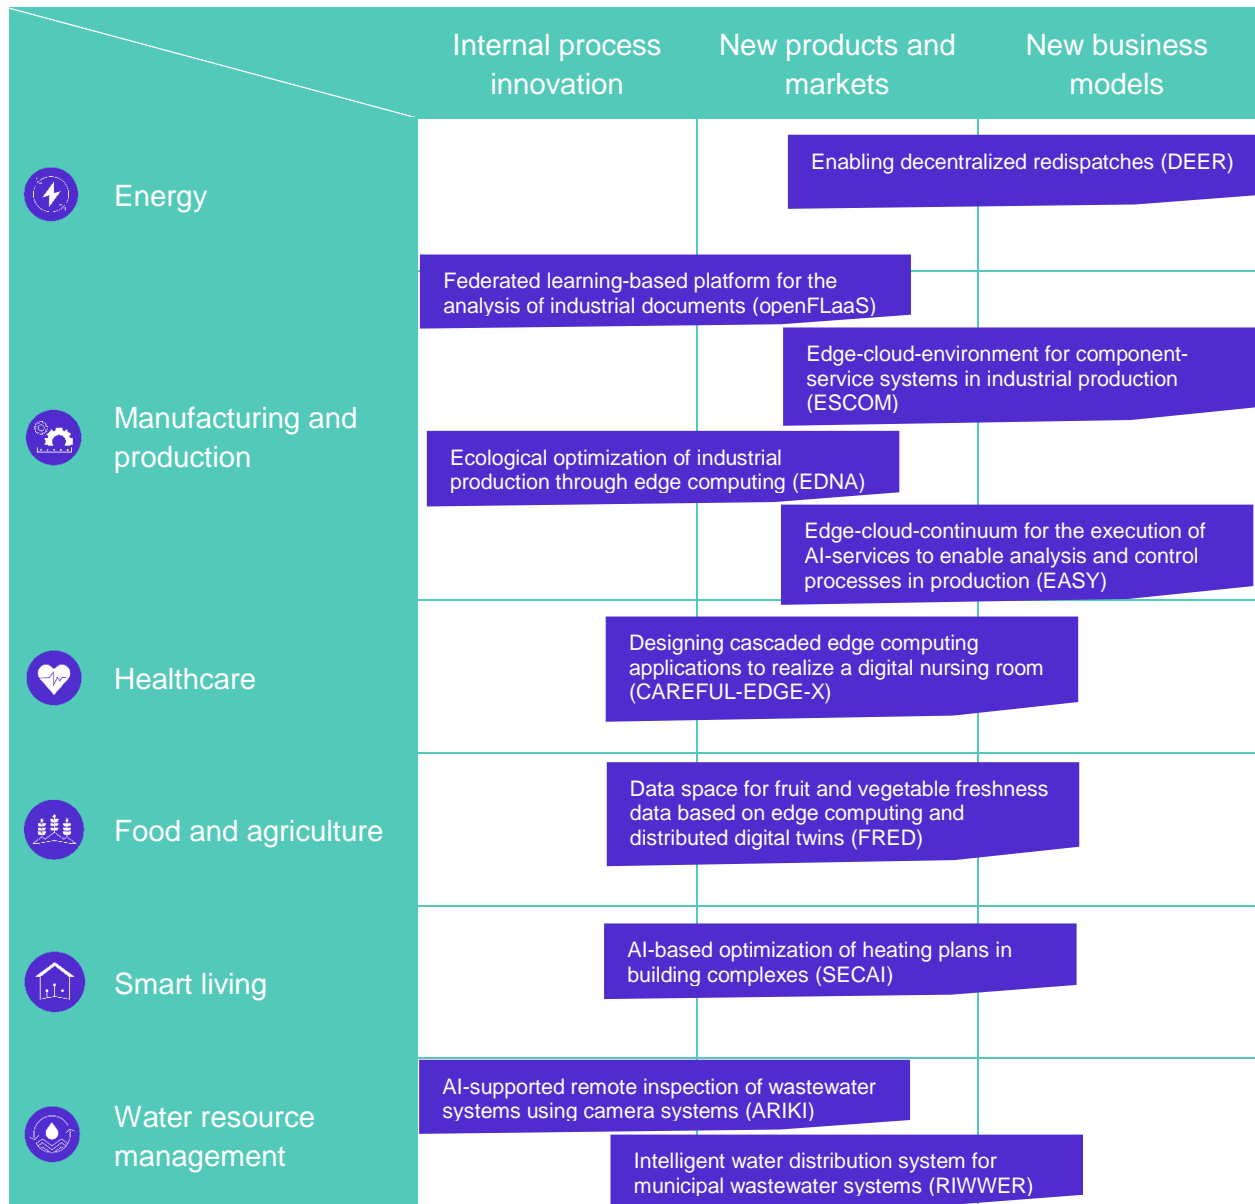 Internal process
innovation
New products and
markets
New business
models
Energy
Enabling decentralized redispatches (DEER)
Manufacturing and
production
Federated learning-based platform for the
analysis of industrial documents (openFLaaS)
Edge-cloud-environment for component-
service systems in industrial production
(ESCOM)
Ecological optimization of industrial
production through edge computing (EDNA)
Edge-cloud-continuum for the execution of
AI-services to enable analysis and control
processes in production (EASY)
Healthcare
Designing cascaded edge computing
applications to realize a digital nursing room
(CAREFUL-EDGE-X)
Food and agriculture
Data space for fruit and vegetable freshness
data based on edge computing and
distributed digital twins (FRED)
Smart living
AI-based optimization of heating plans in
building complexes (SECAI)
Water resource
management
AI-supported remote inspection of wastewater
systems using camera systems (ARIKI)
Intelligent water distribution system for
municipal wastewater systems (RIWWER)